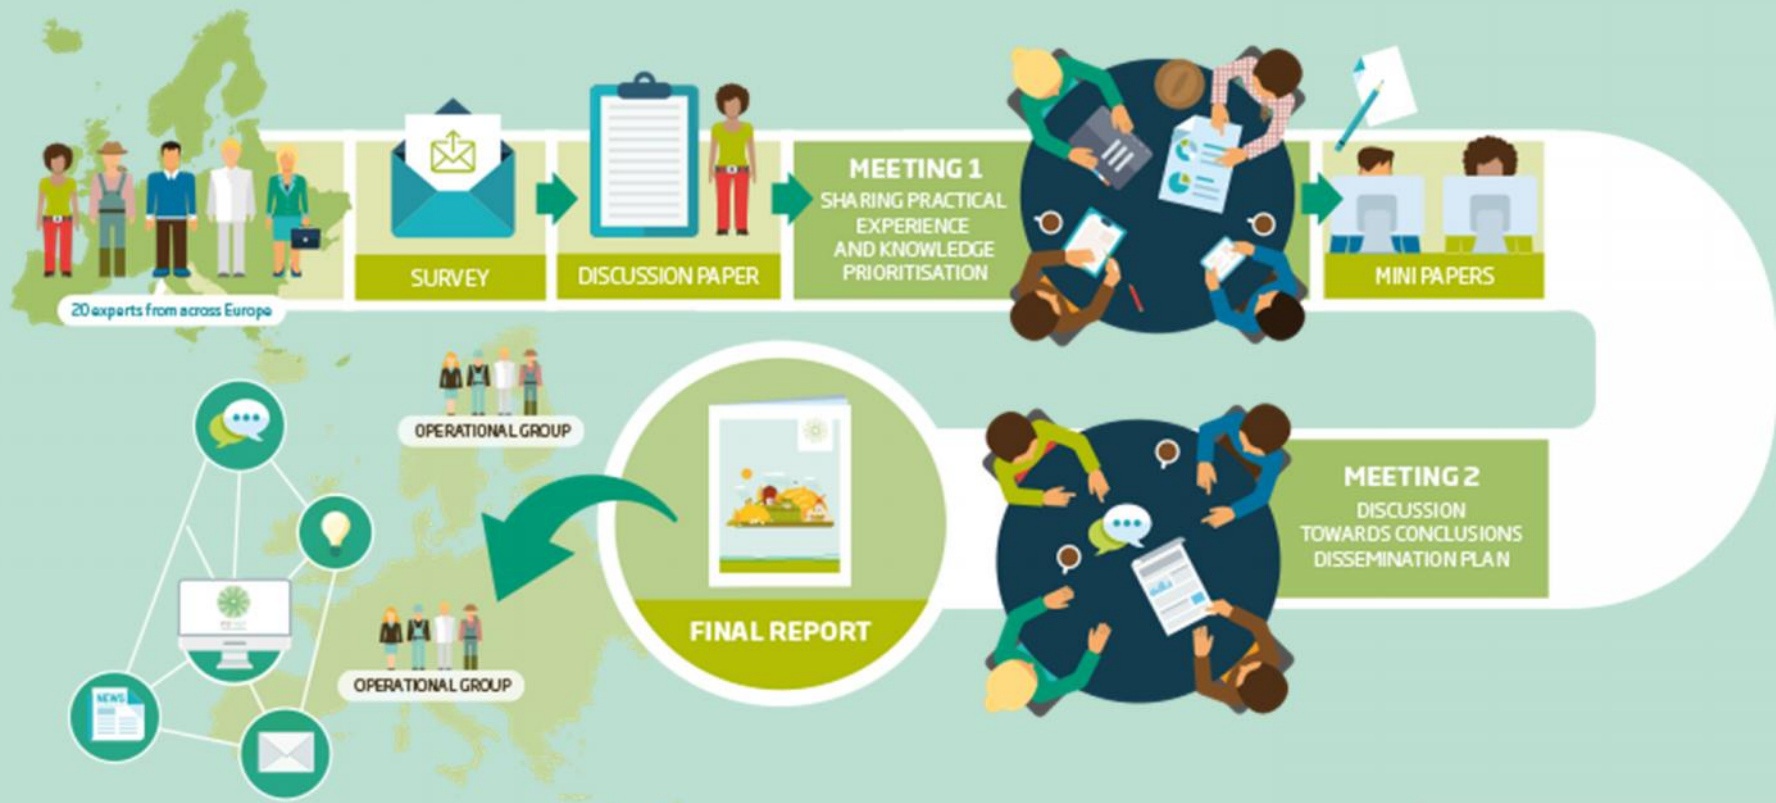 20 experts from across Europe
SURVEY
DISCUSSION PAPER
MEETING 1
SHARING PRACTICAL
EXPERIENCE
AND KNOWLEDGE
PRIORITISATION
MINI PAPERS
MEETING 2
DISCUSSION
TOWARDS CONCLUSIONS
DISSEMINATION PLAN
FINAL REPORT
OPERATIONAL GROUP
OPERATIONAL GROUP
NEWS